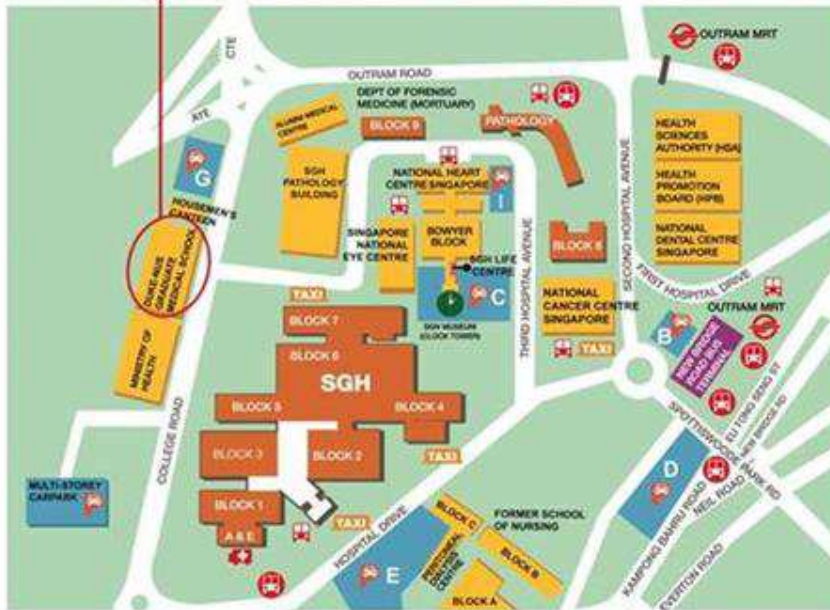 OUTRAM MRT
CTE
OUTRAM ROAD
AYE
DEPT OF FORENSIC
MEDICINE (MORTUARY)
ALUMNI MEDICAL
CENTRE
BLOCK 9
PATHOLOGY
HEALTH
SCIENCES
AUTHORITY (HSA)
G
HOUSEMEN'S
CANTEEN
SGH
PATHOLOGY
BUILDING
NATIONAL HEART
CENTRE SINGAPORE
I
HEALTH
PROMOTION
BOARD (HPB)
DUKE-NUS
GRADUATE
MEDICAL SCHOOL
SINGAPORE
NATIONAL
EYE CENTRE
BOWYER
BLOCK
SGH LIFE
CENTRE
C
THIRD HOSPITAL AVENUE
BLOCK 8
SECOND HOSPITAL AVENUE
NATIONAL
DENTAL CENTRE
SINGAPORE
FIRST HOSPITAL DRIVE
TAXI
SGH MUSEUM
(CLOCK TOWER)
NATIONAL
CANCER CENTRE
SINGAPORE
TAXI
OUTRAM MRT
B
NEW BRIDGE
ROAD BUS
TERMINAL
MINISTRY OF
HEALTH
BLOCK 7
BLOCK 6
SGH
BLOCK 5
BLOCK 4
BLOCK 3
BLOCK 2
TAXI
EU TONG SENG ST
NEW BRIDGE RD
SPOTTISWOODE PARK RD
COLLEGE ROAD
MULTI-STOREY
CARPARK
BLOCK 1
A & E
TAXI
HOSPITAL DRIVE
E
BLOCK C
FORMER SCHOOL
OF NURSING
PERITONEAL
DIALYSIS
CENTRE
BLOCK B
BLOCK A
D
KAMPONG BAHRU ROAD
NEIL ROAD
EVERTON ROAD